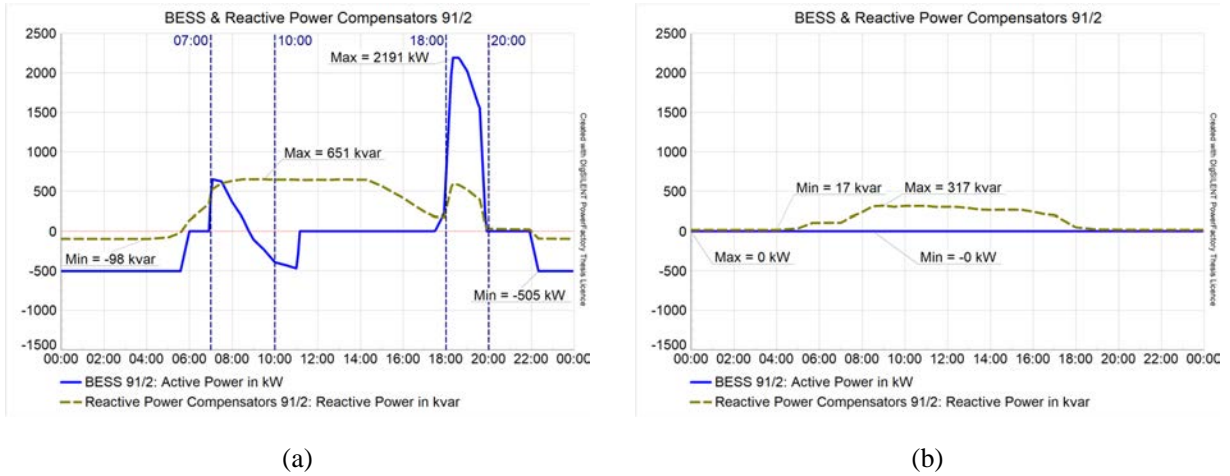 BESS & Reactive Power Compensators 91/2
2500
2000
1500
1000
500
0
-500
-1000
-1500
07:00
10:00
18:00
20:00
Max = 2191 kW
Max = 651 kvar
Min = -98 kvar
Min = -505 kW
00:00 02:00 04:00 06:00 08:00 10:00 12:00 14:00 16:00 18:00 20:00 22:00 00:00
BESS 91/2: Active Power in kW
Reactive Power Compensators 91/2: Reactive Power in kvar
Created with DIgSILENT PowerFactory Thesis Licence
(a)
BESS & Reactive Power Compensators 91/2
2500
2000
1500
1000
500
0
-500
-1000
-1500
Min = 17 kvar
Max = 317 kvar
Max = 0 kW
Min = -0 kW
00:00 02:00 04:00 06:00 08:00 10:00 12:00 14:00 16:00 18:00 20:00 22:00 00:00
BESS 91/2: Active Power in kW
Reactive Power Compensators 91/2: Reactive Power in kvar
Created with DIgSILENT PowerFactory Thesis Licence
(b)